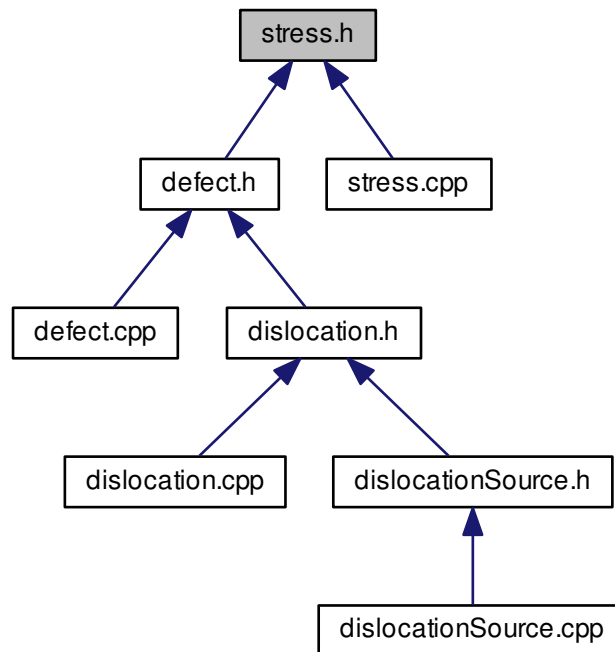 stress.h
defect.h
stress.cpp
defect.cpp
dislocation.h
dislocation.cpp
dislocationSource.h
dislocationSource.cpp